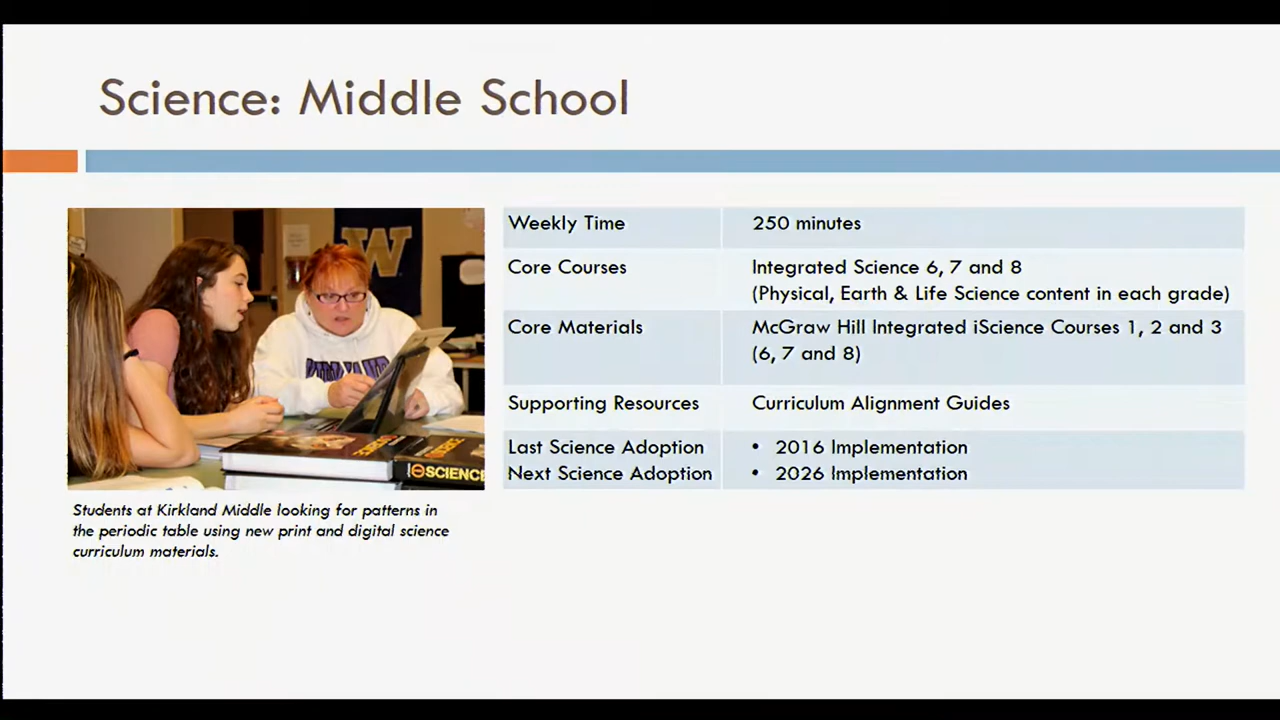 Science: Middle School
W
SCIENCE
Students at Kirkland Middle looking for patterns in
the periodic table using new print and digital science
curriculum materials.
Weekly Time
250 minutes
Core Courses
Integrated Science 6, 7 and 8
(Physical, Earth & Life Science content in each grade)
Core Materials
McGraw Hill Integrated iScience Courses 1, 2 and 3
(6, 7 and 8)
Supporting Resources
Curriculum Alignment Guides
Last Science Adoption
• 2016 Implementation
Next Science Adoption
• 2026 Implementation